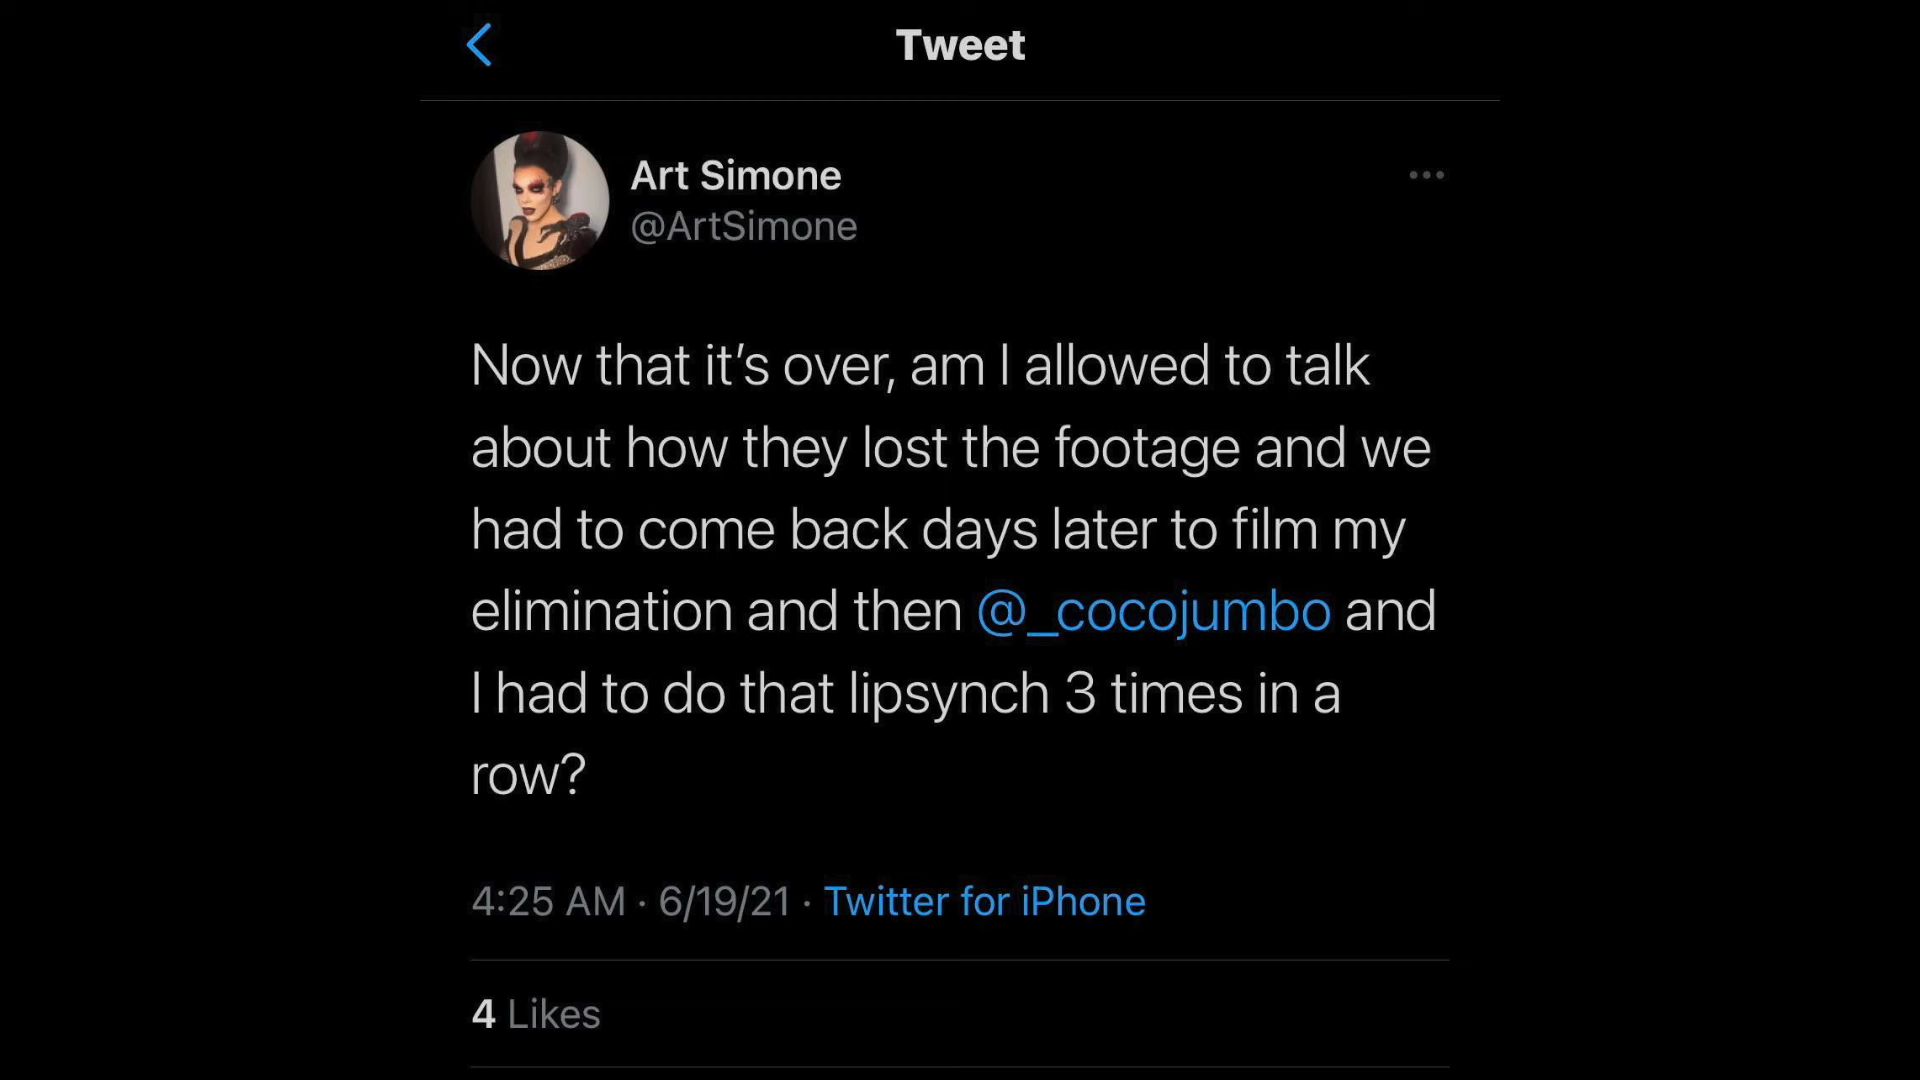 Tweet
Art Simone
@ArtSimone
Now that it’s over, am I allowed to talk
about how they lost the footage and we
had to come back days later to film my
elimination and then @_cocojumbo and
I had to do that lipsynch 3 times in a
row?
4:25 AM · 6/19/21 · Twitter for iPhone
4 Likes